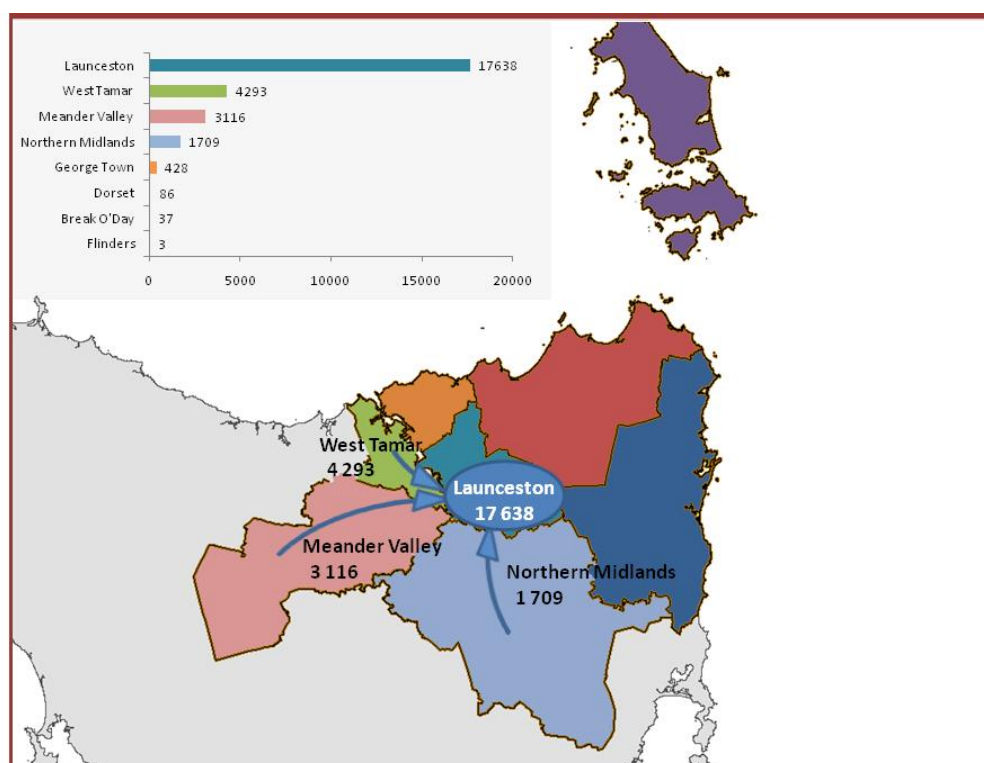 Launceston 17638
West Tamar 4293
Meander Valley 3116
Northern Midlands 1709
George Town 428
Dorset 86
Break O'Day 37
Flinders 3
0 5000 10000 15000 20000
West Tamar
4 293
Launceston
17 638
Meander Valley
3 116
Northern Midlands
1 709